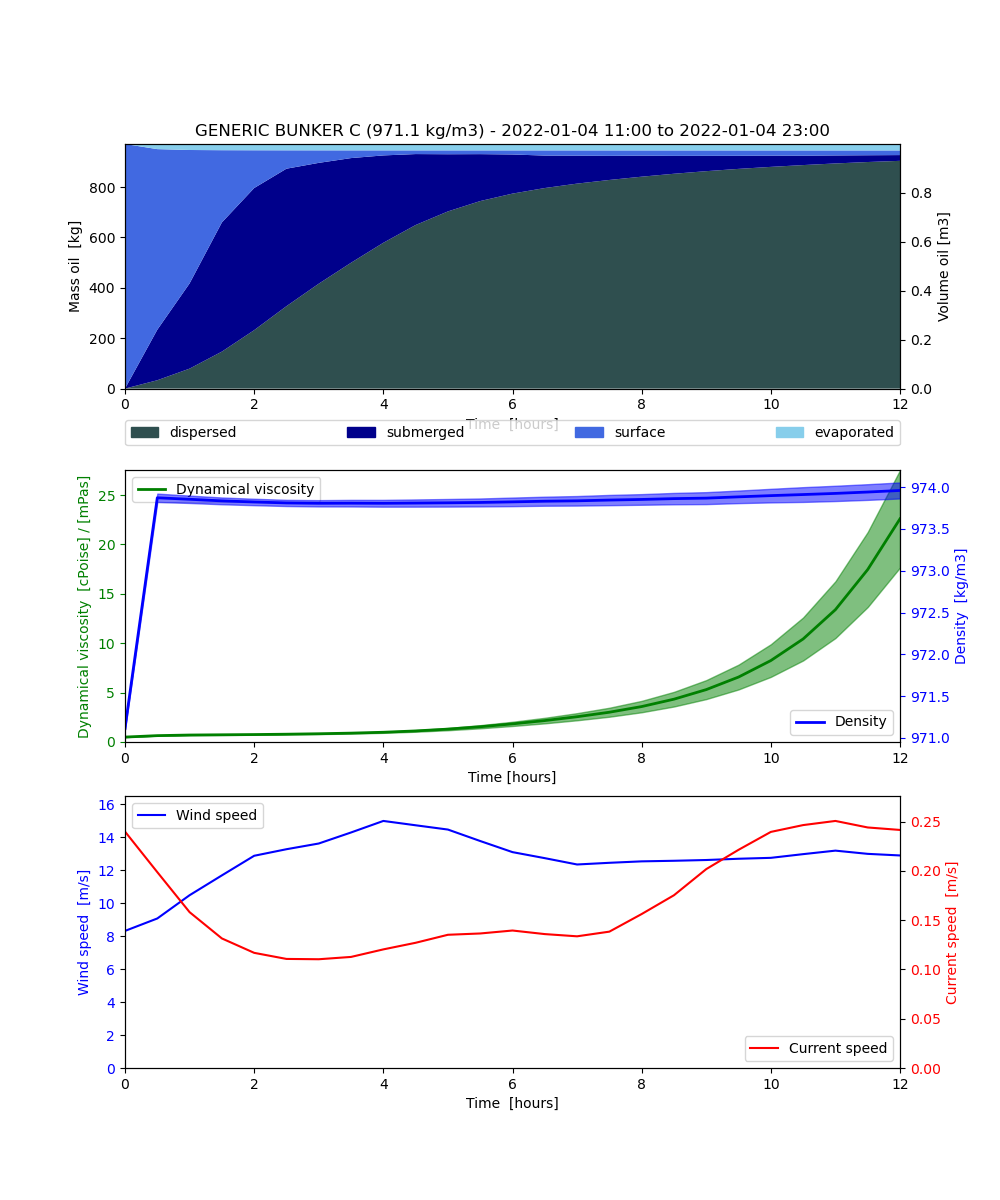 GENERIC BUNKER C (971.1 kg/m3) - 2022-01-04 11:00 to 2022-01-04 23:00
Mass oil  [kg]
800
600
400
200
0
0.8
0.6
0.4
0.2
0.0
Volume oil [m3]
0 2 4 6 8 10 12
Time  [hours]
dispersed submerged surface evaporated
Dynamical viscosity
Dynamical viscosity  [cPoise] / [mPas]
25
20
15
10
5
0
974.0
973.5
973.0
972.5
972.0
971.5
971.0
Density  [kg/m3]
Density
0 2 4 6 8 10 12
Time [hours]
Wind speed
Wind speed  [m/s]
16
14
12
10
8
6
4
2
0
0.25
0.20
0.15
0.10
0.05
0.00
Current speed  [m/s]
Current speed
0 2 4 6 8 10 12
Time  [hours]